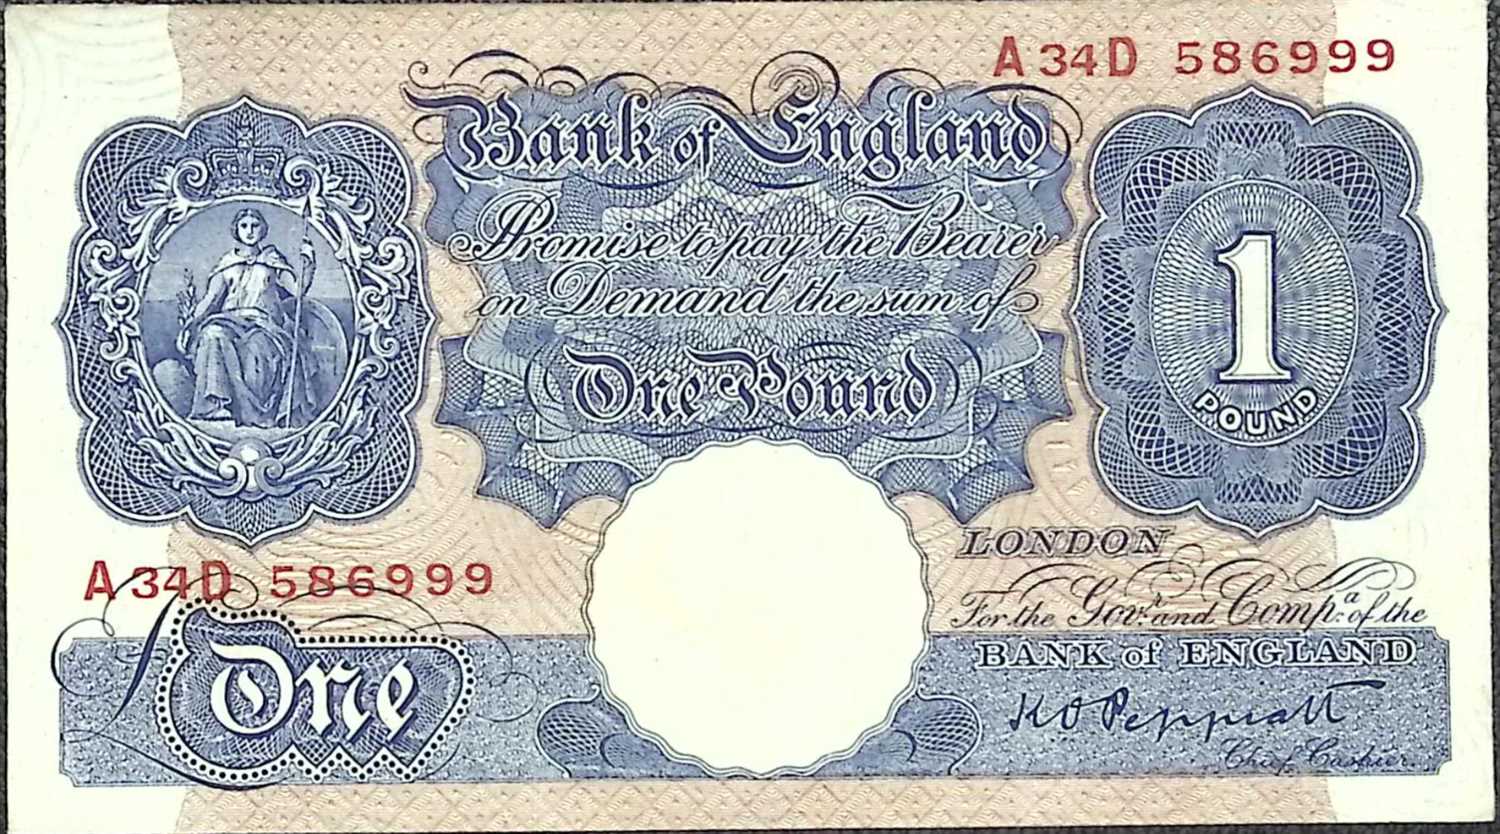 A34D 586999
Bank of England
Promise to pay the Bearer
on Demand the sum of
One Pound
1
POUND
LONDON
A34D 586999
For the Govr. and Compa. of the
BANK of ENGLAND
One
K O Peppiatt
Chief Cashier.